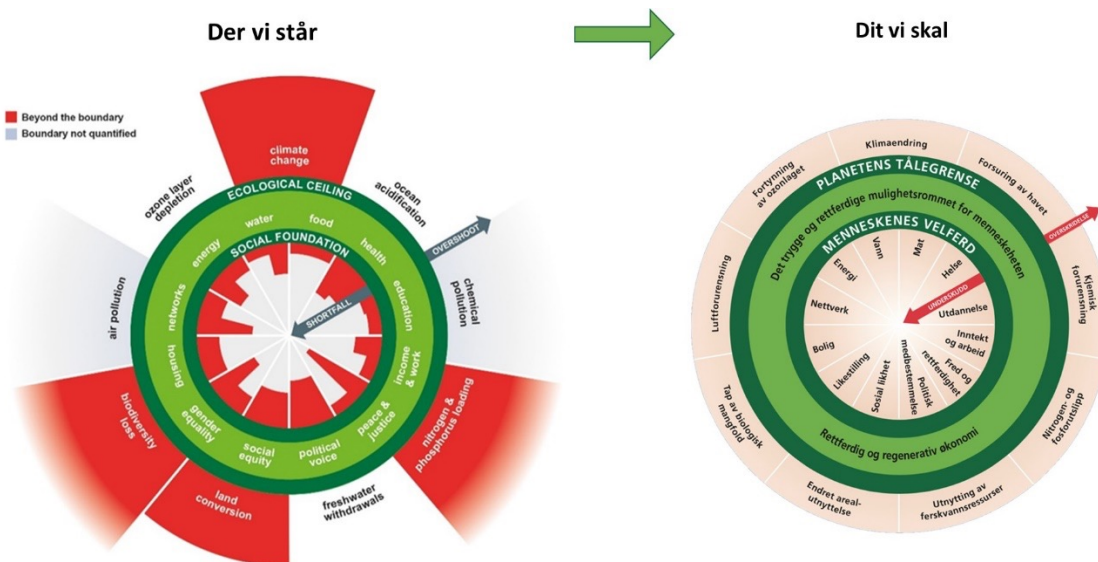 Der vi står
Dit vi skal
Beyond the boundary
Boundary not quantified
climate
change
ozone layer
depletion
ocean
acidification
air pollution
chemical
pollution
biodiversity
loss
nitrogen &
phosphorus loading
land
conversion
freshwater
withdrawals
ECOLOGICAL CEILING
OVERSHOOT
water
food
energy
health
networks
education
housing
income
& work
gender
equality
peace &
justice
social
equity
political
voice
SOCIAL FOUNDATION
SHORTFALL
Klimaendring
Fortynning
av ozonlaget
Forsuring av havet
Luftforurensning
Kjemisk
forurensning
Tap av biologisk
mangfold
Nitrogen- og
fosforutslipp
Endret areal-
utnyttelse
Utnytting av
ferskvannsressurser
PLANETENS TÅLEGRENSE
OVERSKRIDELSE
Det trygge og rettferdige mulighetsrommet for menneskeheten
MENNESKENES VELFERD
UNDERSKUDD
Vann
Mat
Energi
Helse
Nettverk
Utdannelse
Bolig
Inntekt
og arbeid
Likestilling
Fred og
rettferdighet
Sosial likhet
Politisk
medbestemmelse
Rettferdig og regenerativ økonomi